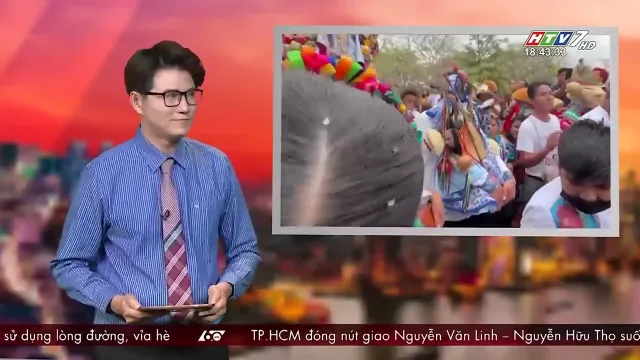 HTV7 HD
18:43:33
sử dụng lòng đường, vỉa hè 60 TP.HCM đóng nút giao Nguyễn Văn Linh – Nguyễn Hữu Thọ suố